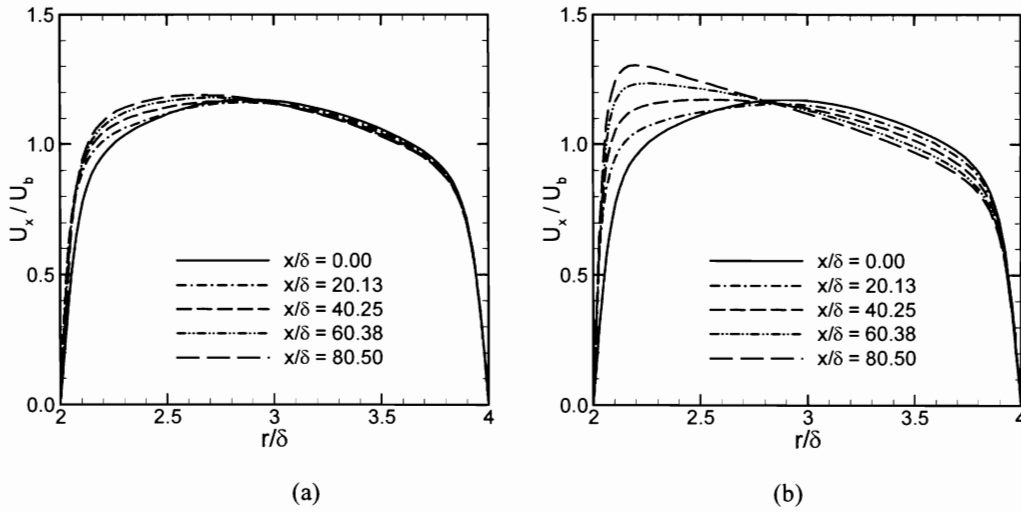 1.5
1.0
0.5
0.0
U_x / U_b
x/δ = 0.00
x/δ = 20.13
x/δ = 40.25
x/δ = 60.38
x/δ = 80.50
2 2.5 3 3.5 4
r/δ
(a)
1.5
1.0
0.5
0.0
U_x / U_b
x/δ = 0.00
x/δ = 20.13
x/δ = 40.25
x/δ = 60.38
x/δ = 80.50
2 2.5 3 3.5 4
r/δ
(b)